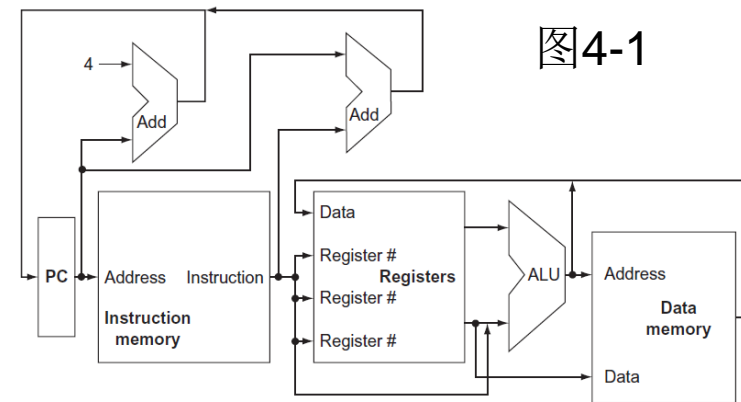 图4-1
4
Add
Add
PC
Address
Instruction
Instruction
memory
Data
Register #
Registers
Register #
Register #
ALU
Address
Data
memory
Data